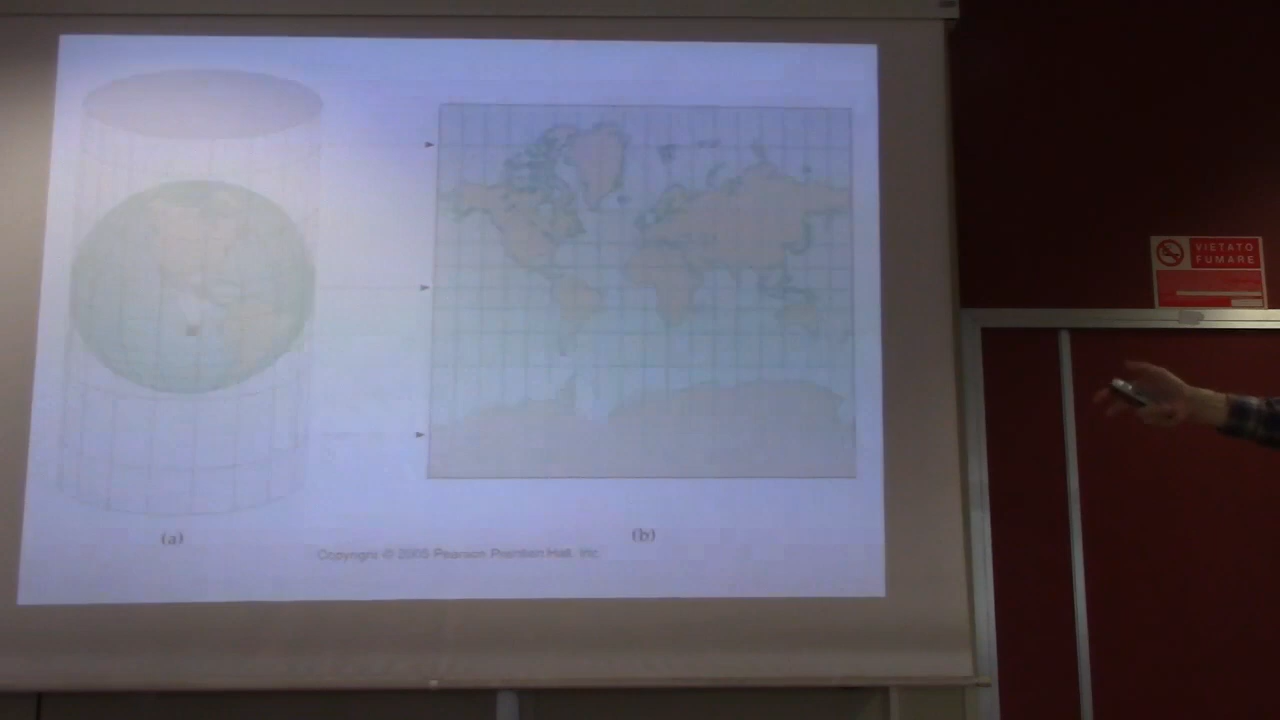 (a)
(b)
Copyright © 2005 Pearson Prentice Hall, Inc.
VIETATO
FUMARE